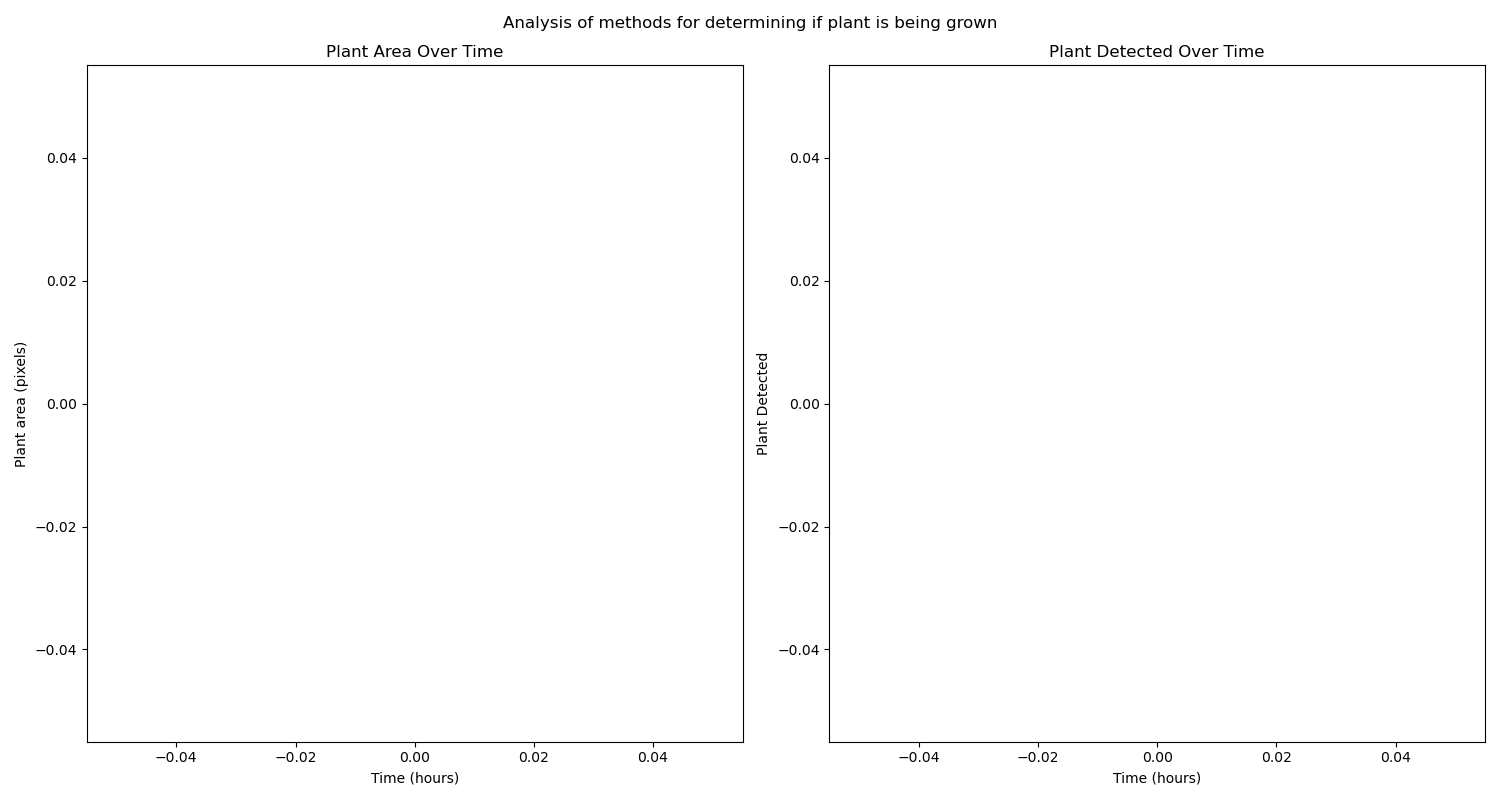 Analysis of methods for determining if plant is being grown
Plant Area Over Time
Plant area (pixels)
0.04
0.02
0.00
−0.02
−0.04
−0.04 −0.02 0.00 0.02 0.04
Time (hours)
Plant Detected Over Time
Plant Detected
0.04
0.02
0.00
−0.02
−0.04
−0.04 −0.02 0.00 0.02 0.04
Time (hours)